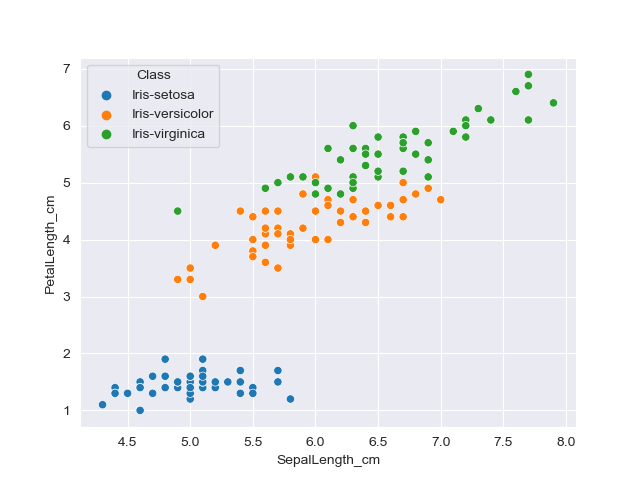 Class
Iris-setosa
Iris-versicolor
Iris-virginica
7
6
5
4
3
2
1
PetalLength_cm
4.5 5.0 5.5 6.0 6.5 7.0 7.5 8.0
SepalLength_cm